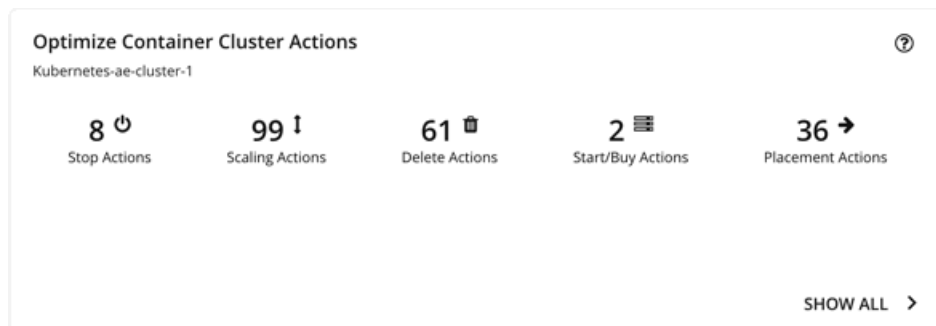 Optimize Container Cluster Actions
Kubernetes-ae-cluster-1
8 99 61 2 36
Stop Actions Scaling Actions Delete Actions Start/Buy Actions Placement Actions
SHOW ALL